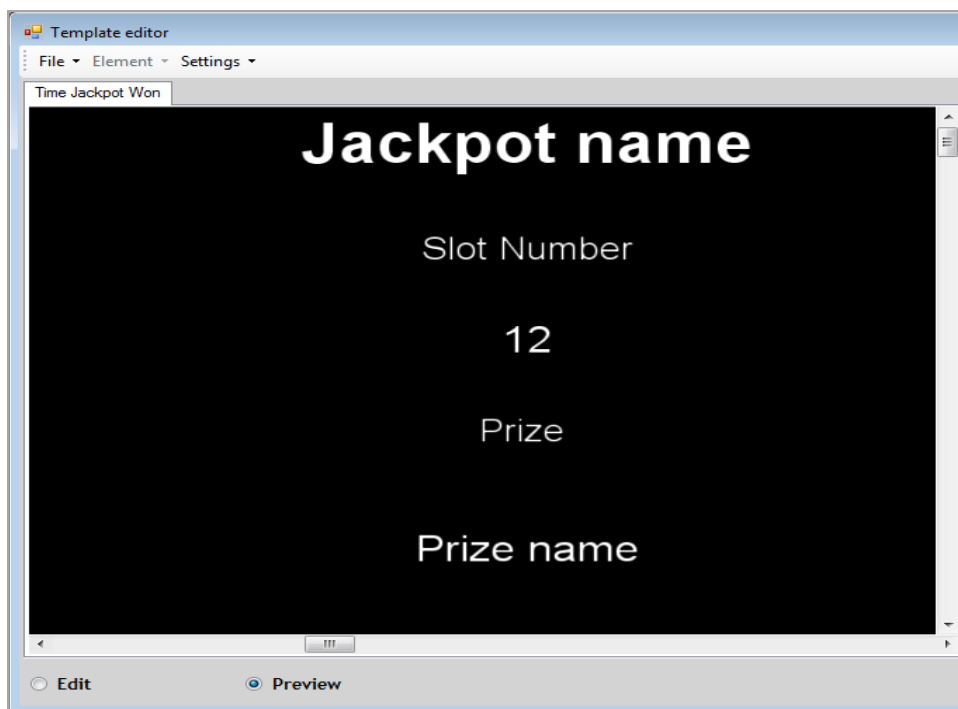 Template editor
File Element Settings
Time Jackpot Won
Jackpot name
Slot Number
12
Prize
Prize name
Edit Preview